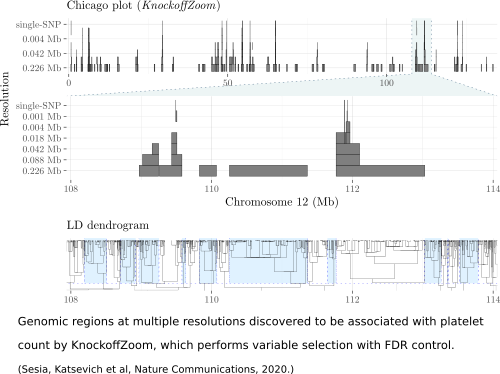 Chicago plot (KnockoffZoom)
single-SNP
0.004 Mb
0.042 Mb
0.226 Mb
0 50 100
Resolution
single-SNP
0.001 Mb
0.004 Mb
0.018 Mb
0.042 Mb
0.088 Mb
0.226 Mb
108 110 112 114
Chromosome 12 (Mb)
LD dendrogram
108 110 112 114
Genomic regions at multiple resolutions discovered to be associated with platelet
count by KnockoffZoom, which performs variable selection with FDR control.
(Sesia, Katsevich et al, Nature Communications, 2020.)